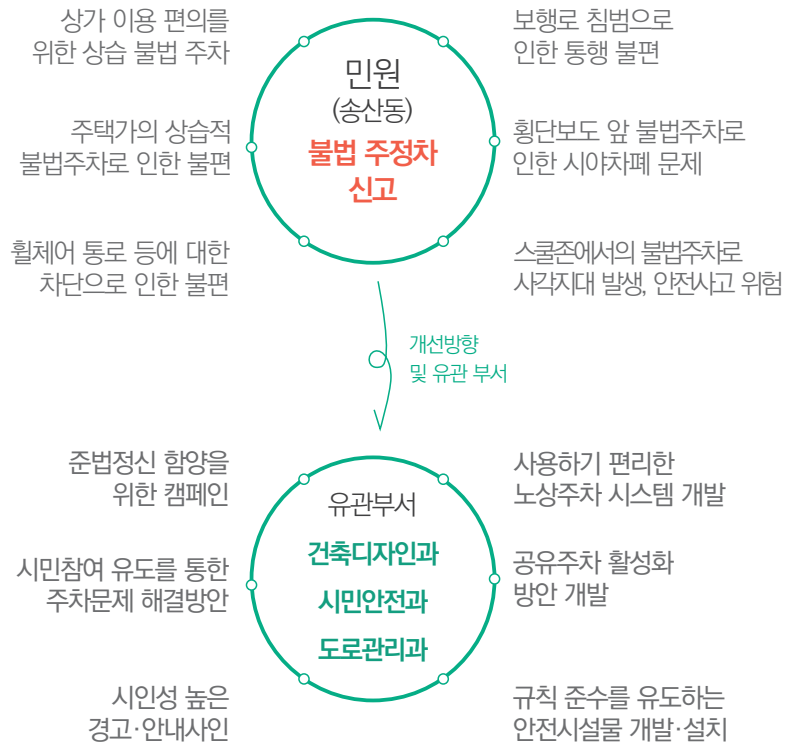 상가 이용 편의를
위한 상습 불법 주차
주택가의 상습적
불법주차로 인한 불편
휠체어 통로 등에 대한
차단으로 인한 불편
민원
(송산동)
불법 주정차
신고
보행로 침범으로
인한 통행 불편
횡단보도 앞 불법주차로
인한 시야차폐 문제
스쿨존에서의 불법주차로
사각지대 발생, 안전사고 위험
개선방향
및 유관 부서
준법정신 함양을
위한 캠페인
시민참여 유도를 통한
주차문제 해결방안
시인성 높은
경고·안내사인
유관부서
건축디자인과
시민안전과
도로관리과
사용하기 편리한
노상주차 시스템 개발
공유주차 활성화
방안 개발
규칙 준수를 유도하는
안전시설물 개발·설치